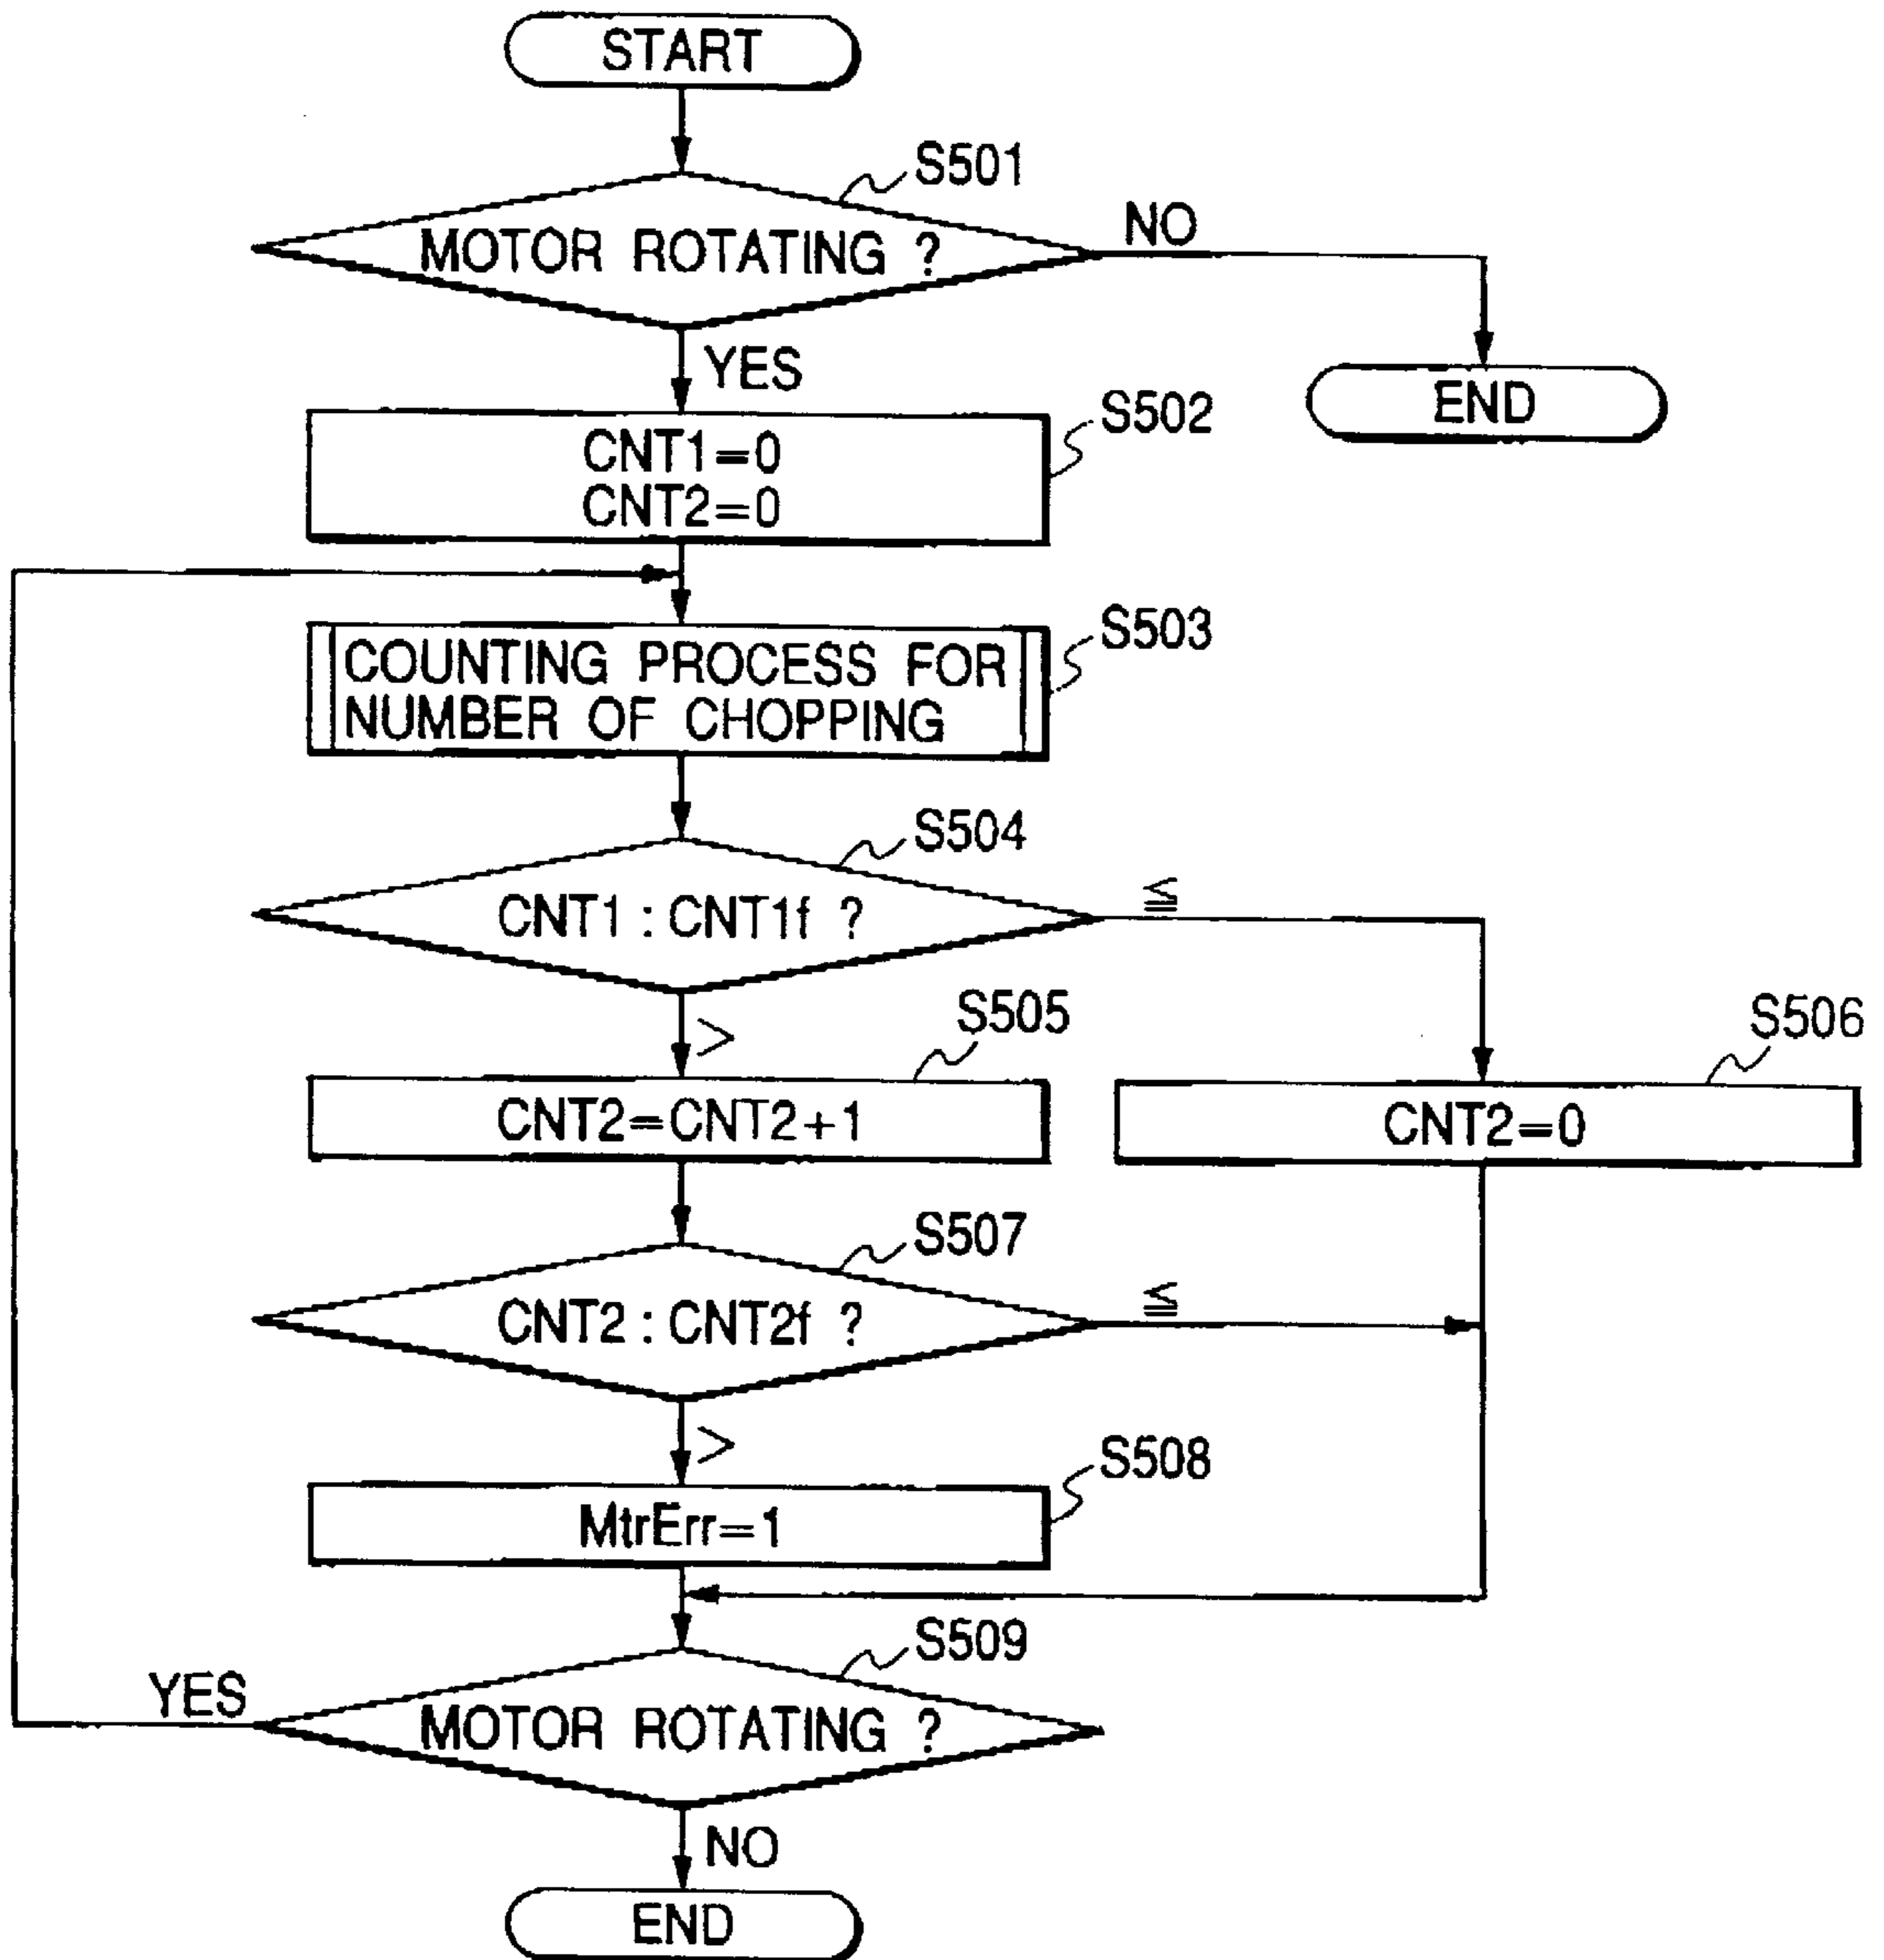 START
S501
MOTOR ROTATING ?
NO
YES
END
S502
CNT1=0
CNT2=0
S503
COUNTING PROCESS FOR
NUMBER OF CHOPPING
S504
CNT1 : CNT1f ?
≦
>
S505
S506
CNT2=CNT2+1
CNT2=0
S507
CNT2 : CNT2f ?
≦
>
S508
MtrErr=1
S509
YES
MOTOR ROTATING ?
NO
END